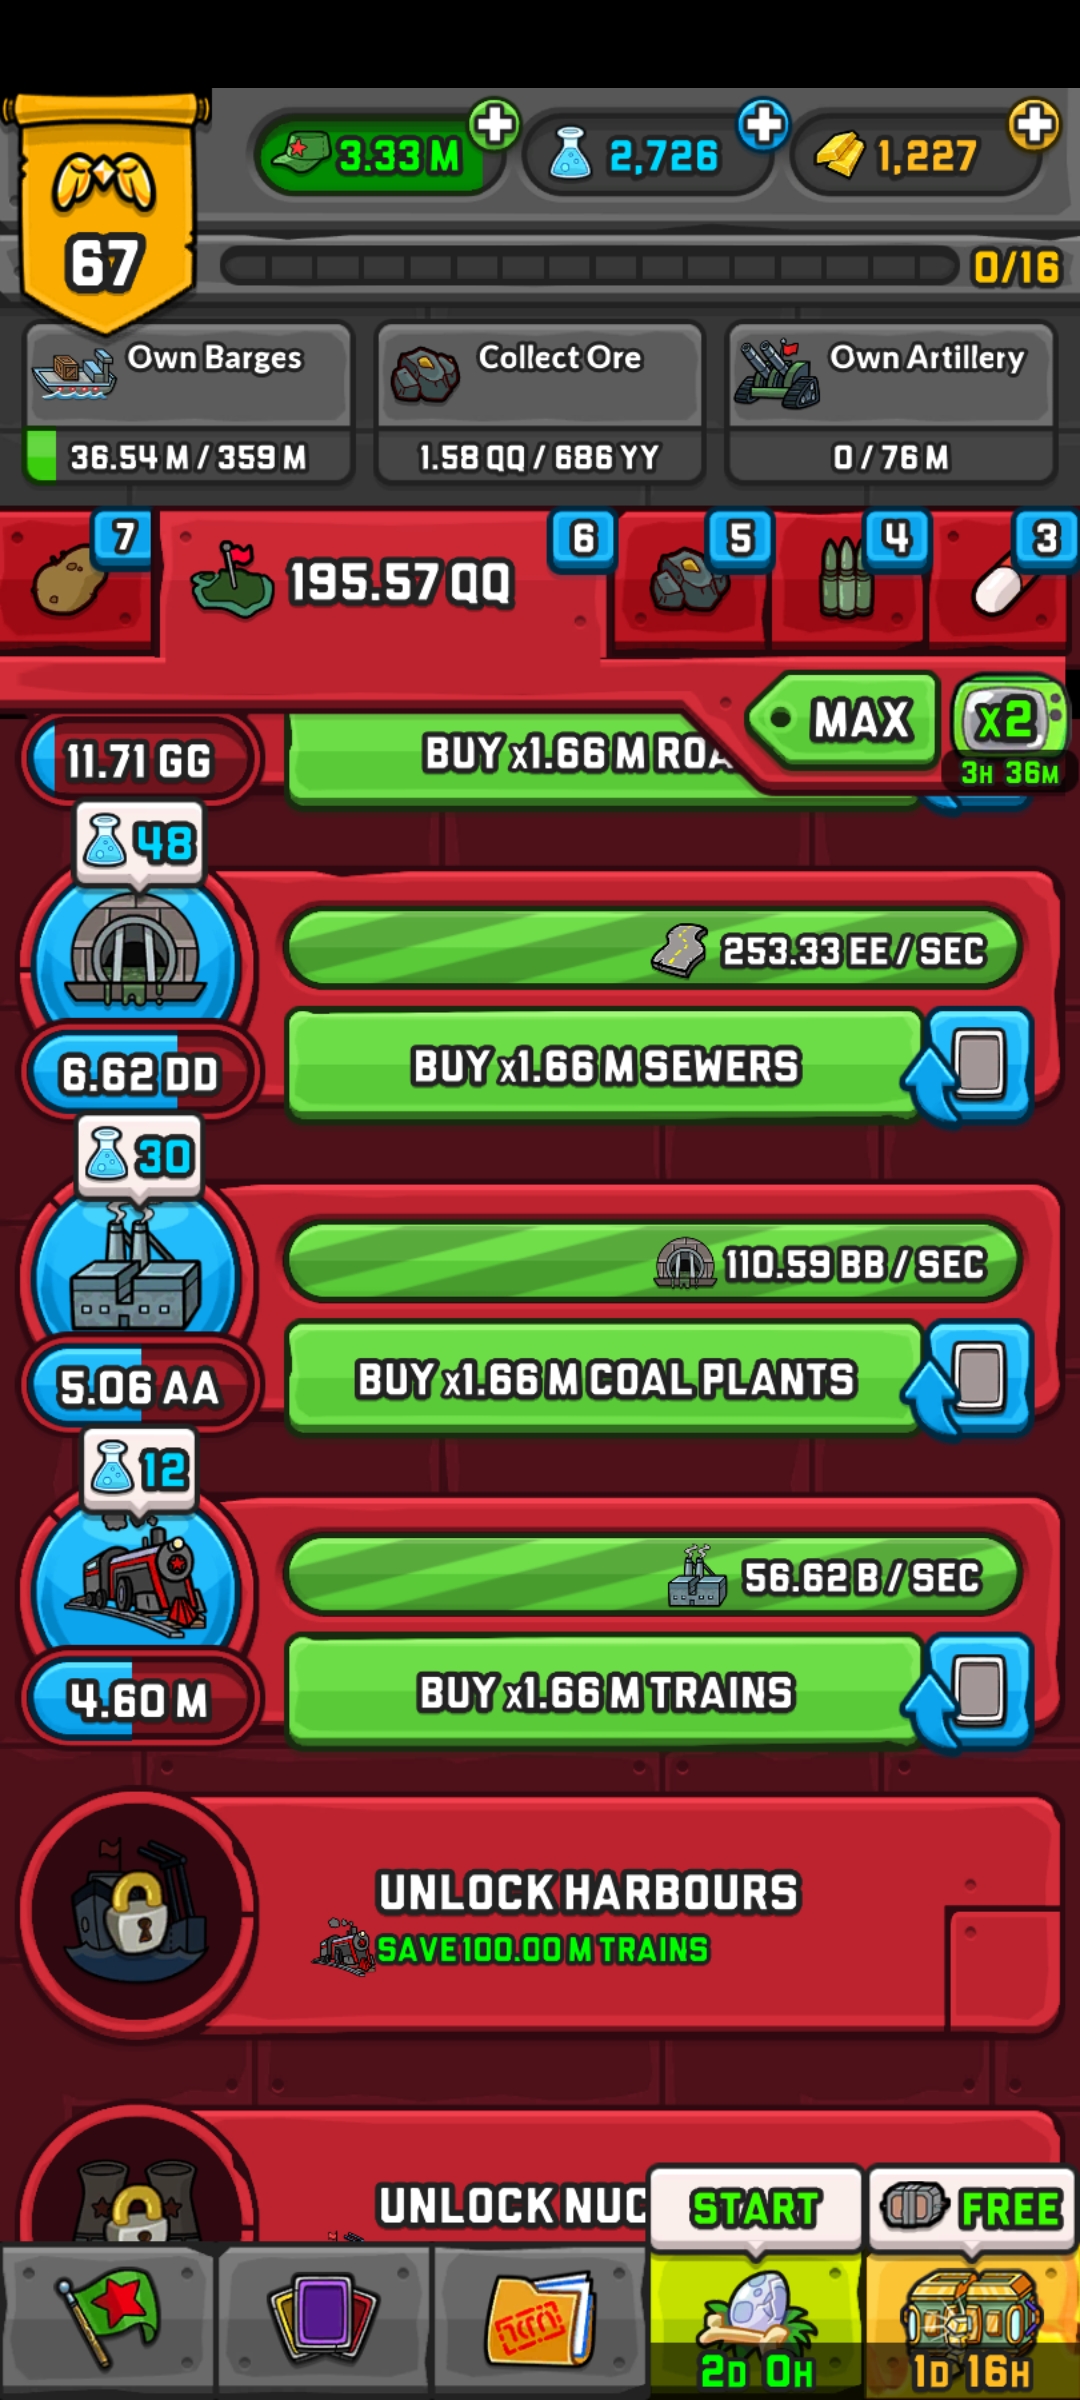 3.33 M
2,726
1,227
67
0/16
Own Barges
36.54 M / 359 M
Collect Ore
1.58 QQ / 686 YY
Own Artillery
0 / 76 M
7
195.57 QQ
6
5
4
3
MAX
x2
3H 36M
11.71 GG
BUY x1.66 M ROA
48
253.33 EE / SEC
6.62 DD
BUY x1.66 M SEWERS
30
110.59 BB / SEC
5.06 AA
BUY x1.66 M COAL PLANTS
12
56.62 B / SEC
4.60 M
BUY x1.66 M TRAINS
UNLOCK HARBOURS
SAVE 100.00 M TRAINS
UNLOCK NUC
START
FREE
2D 0H
1D 16H